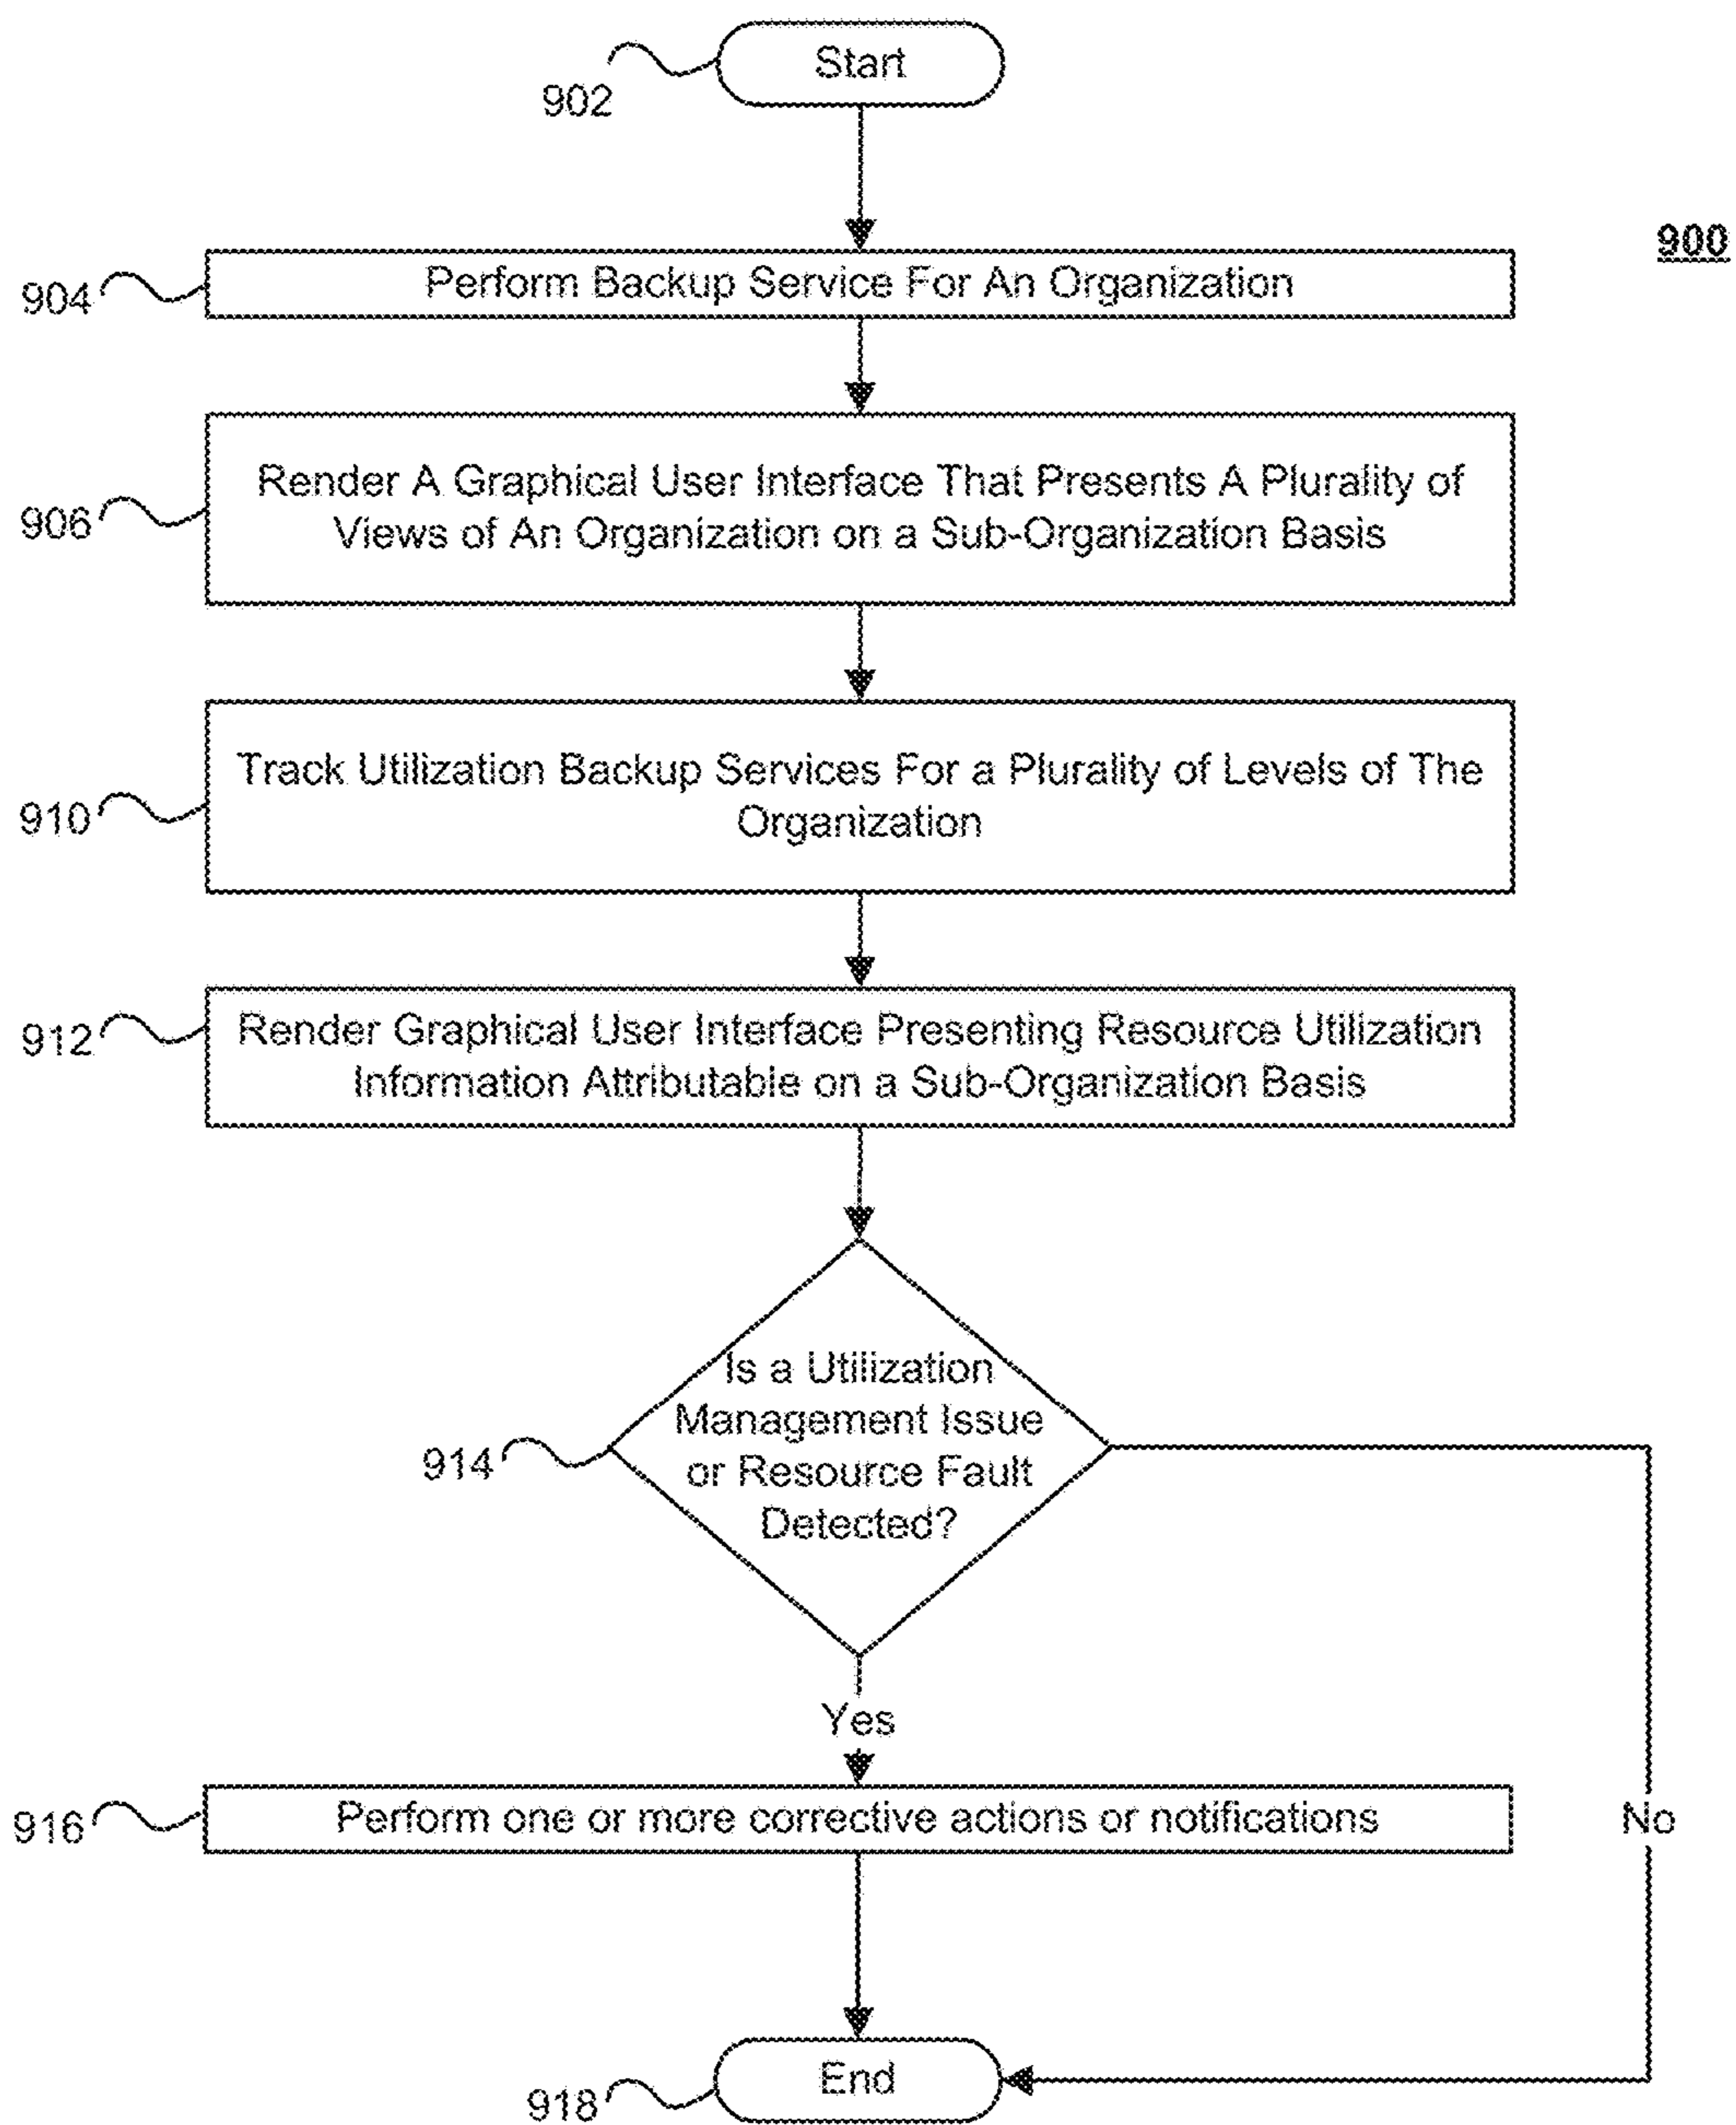 Start
902
900
Perform Backup Service For An Organization
904
Render A Graphical User Interface That Presents A Plurality of
Views of An Organization on a Sub-Organization Basis
906
Track Utilization Backup Services For a Plurality of Levels of The
Organization
910
Render Graphical User Interface Presenting Resource Utilization
Information Attributable on a Sub-Organization Basis
912
Is a Utilization
Management Issue
or Resource Fault
Detected?
914
Yes
Perform one or more corrective actions or notifications
916
No
End
918